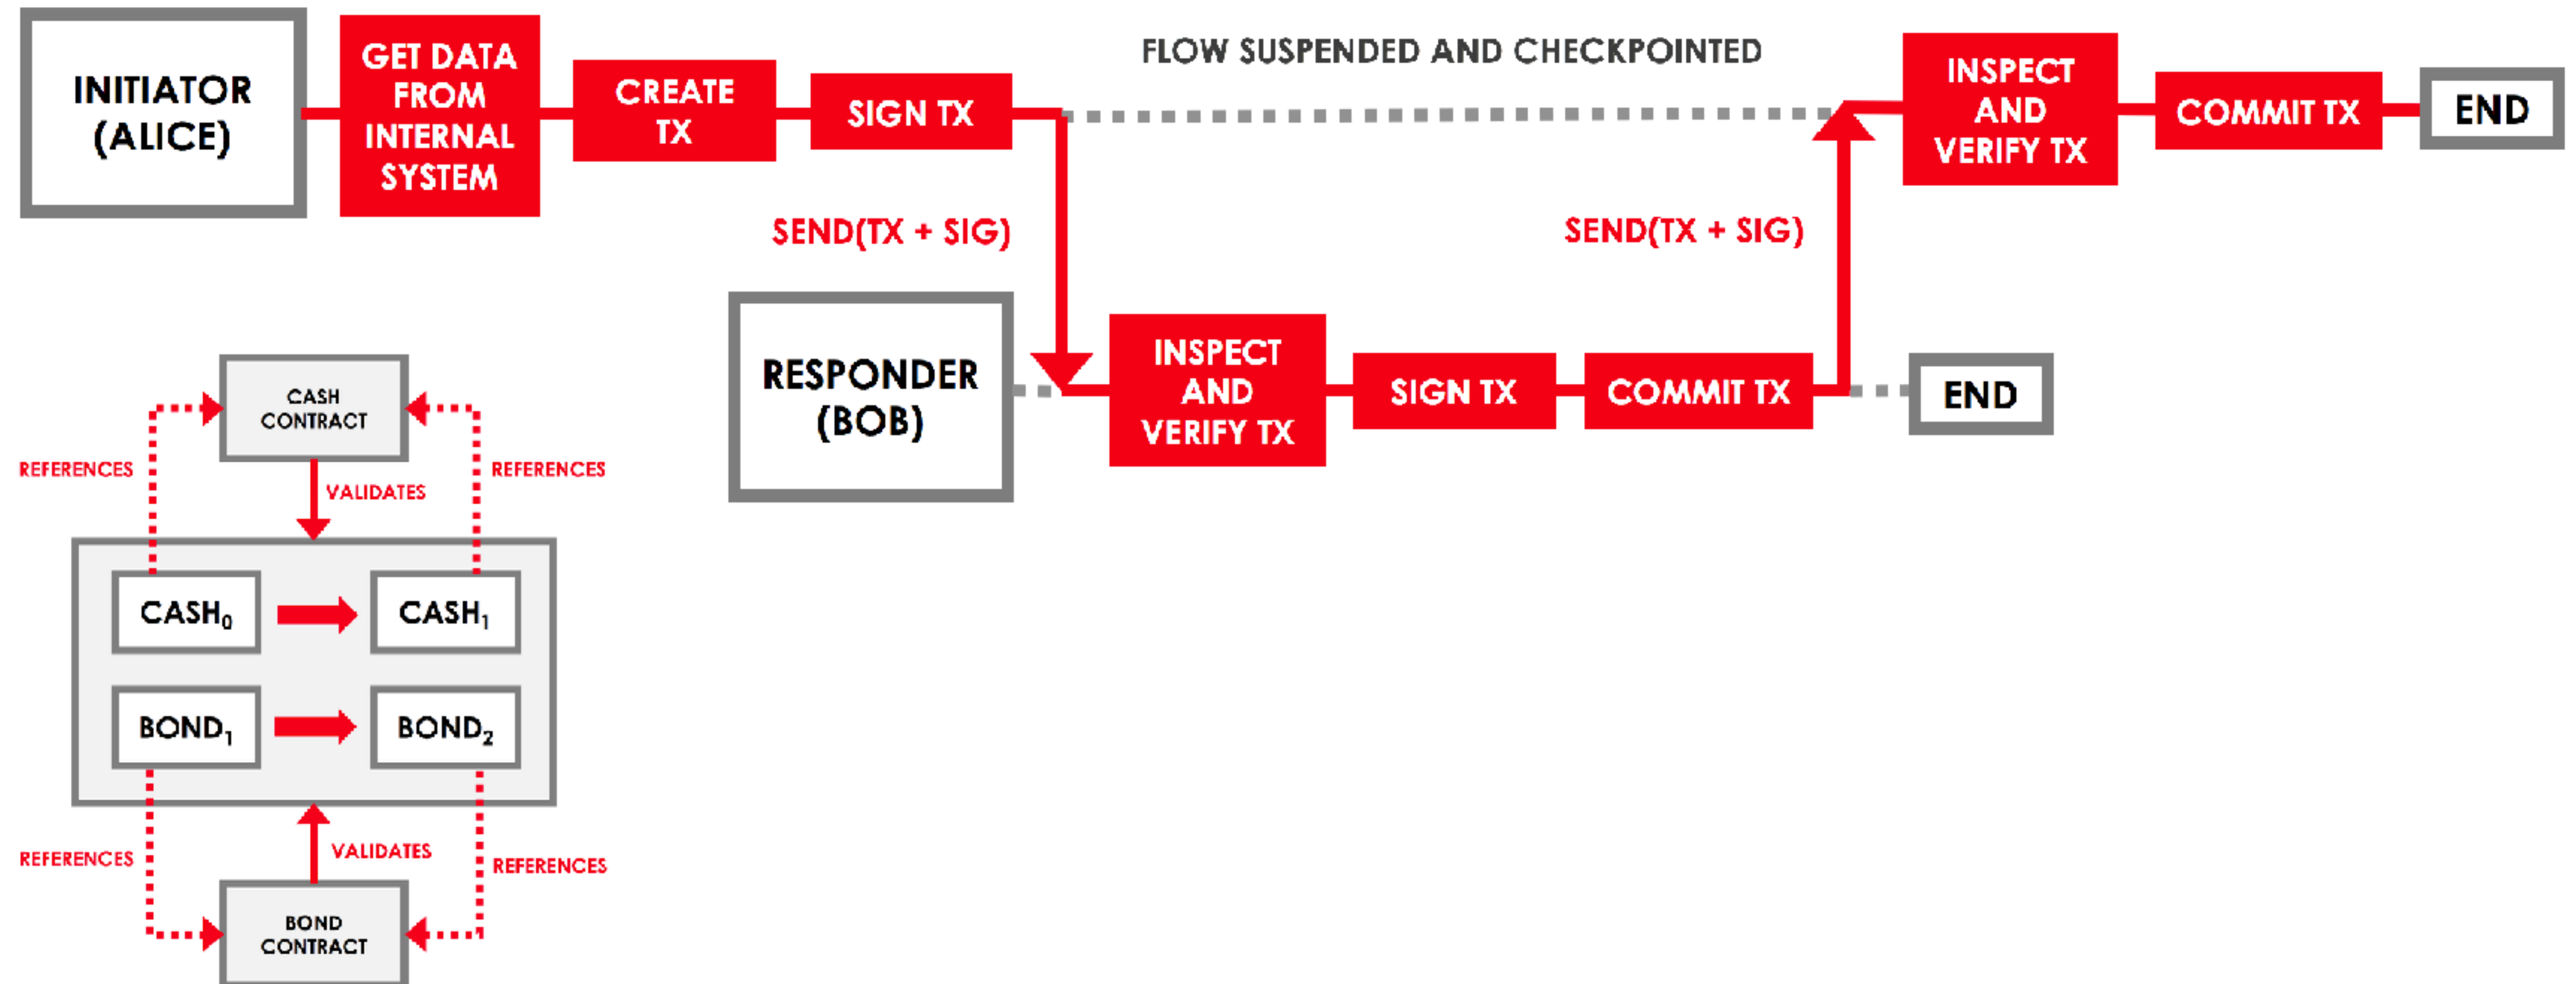 INITIATOR
(ALICE)
GET DATA
FROM
INTERNAL
SYSTEM
CREATE
TX
SIGN TX
FLOW SUSPENDED AND CHECKPOINTED
INSPECT
AND
VERIFY TX
COMMIT TX
END
SEND(TX + SIG)
SEND(TX + SIG)
RESPONDER
(BOB)
INSPECT
AND
VERIFY TX
SIGN TX
COMMIT TX
END
CASH
CONTRACT
REFERENCES
REFERENCES
VALIDATES
CASH₀
CASH₁
BOND₁
BOND₂
REFERENCES
VALIDATES
REFERENCES
BOND
CONTRACT